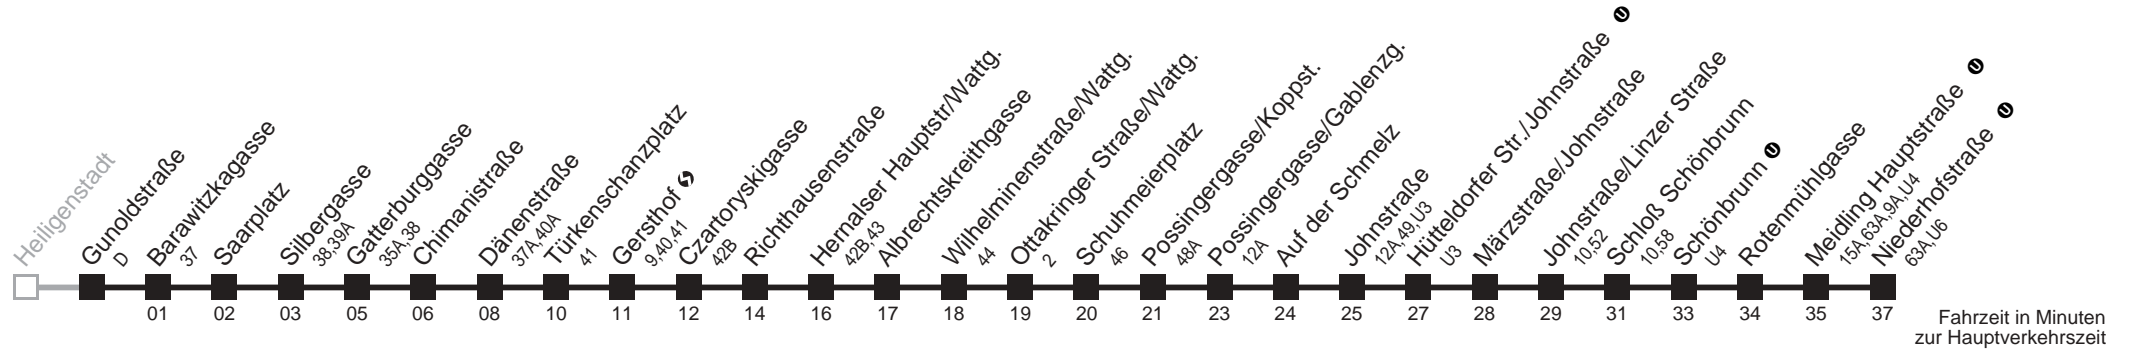 Heiligenstadt
Gunoldstraße
D
Barawitzkagasse
37
Saarplatz
Silbergasse
38,39A
Gatterburggasse
35A,38
Chimanistraße
Dänenstraße
37A,40A
Türkenschanzplatz
41
Gersthof S
9,40,41
Czartoryskigasse
42B
Richthausenstraße
Hernalser Hauptstr/Wattg.
42B,43
Albrechtskreithgasse
Wilhelminenstraße/Wattg.
44
Ottakringer Straße/Wattg.
2
Schuhmeierplatz
46
Possingergasse/Koppst.
48A
Possingergasse/Gablenzg.
12A
Auf der Schmelz
Johnstraße
12A,49,U3
Hütteldorfer Str./Johnstraße U
U3
Märzstraße/Johnstraße
Johnstraße/Linzer Straße
10,52
Schloß Schönbrunn
10,58
Schönbrunn U
U4
Rotenmühlgasse
Meidling Hauptstraße U
15A,63A,9A,U4
Niederhofstraße U
63A,U6
01 02 03 05 06 08 10 11 12 14 16 17 18 19 20 21 23 24 25 27 28 29 31 33 34 35 37
Fahrzeit in Minuten
zur Hauptverkehrszeit